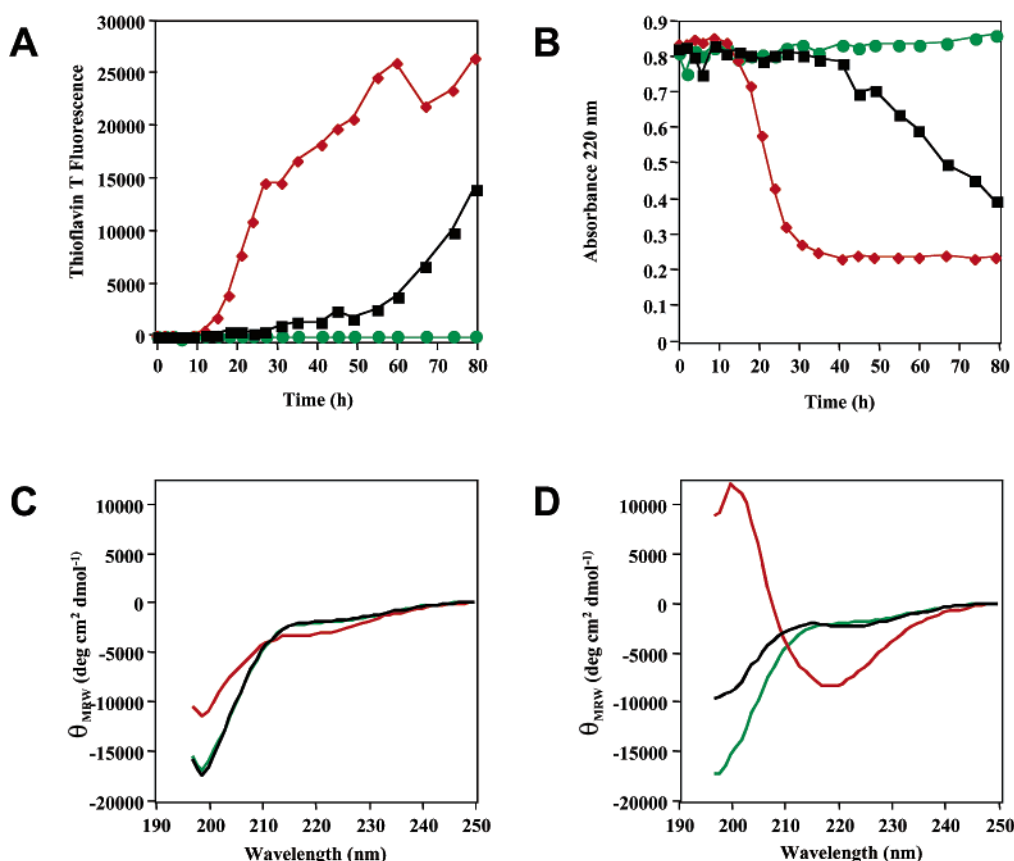 A
Thioflavin T Fluorescence
30000
25000
20000
15000
10000
5000
0
0 10 20 30 40 50 60 70 80
Time (h)
B
Absorbance 220 nm
0.9
0.8
0.7
0.6
0.5
0.4
0.3
0.2
0.1
0
0 10 20 30 40 50 60 70 80
Time (h)
C
θMRW (deg cm² dmol⁻¹)
10000
5000
0
-5000
-10000
-15000
-20000
190 200 210 220 230 240 250
Wavelength (nm)
D
θMRW (deg cm² dmol⁻¹)
10000
5000
0
-5000
-10000
-15000
-20000
190 200 210 220 230 240 250
Wavelength (nm)